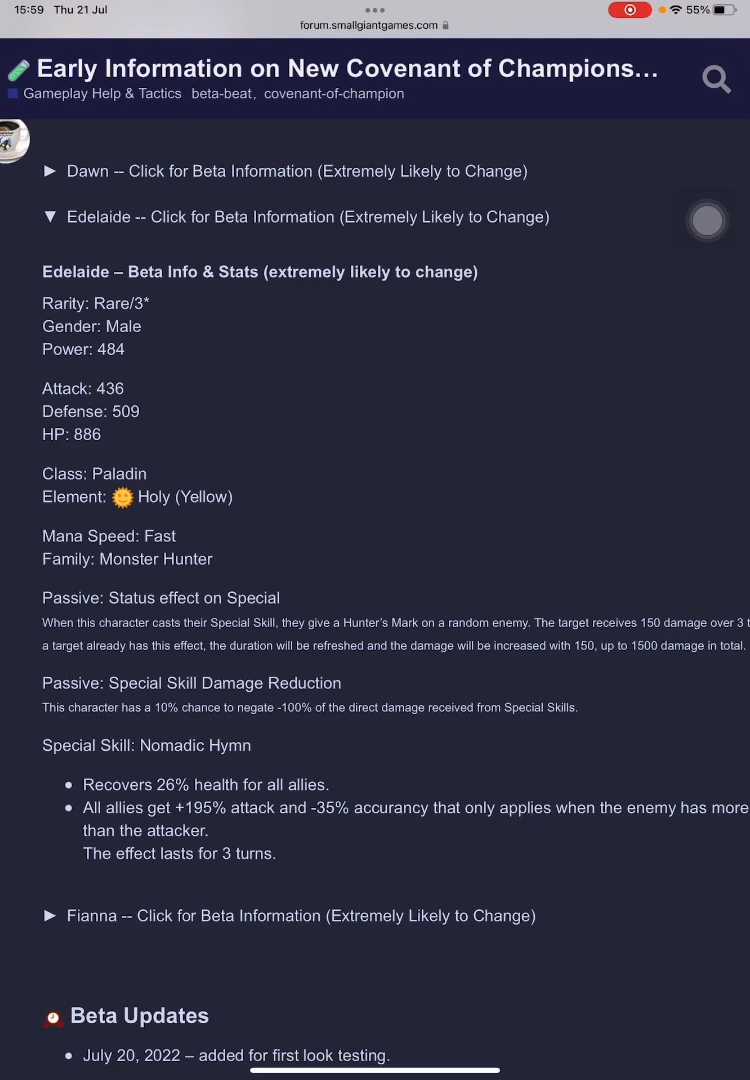 15:59 Thu 21 Jul
55%
forum.smallgiantgames.com
Early Information on New Covenant of Champions…
Gameplay Help & Tactics beta-beat, covenant-of-champion
► Dawn -- Click for Beta Information (Extremely Likely to Change)
▼ Edelaide -- Click for Beta Information (Extremely Likely to Change)
Edelaide – Beta Info & Stats (extremely likely to change)
Rarity: Rare/3*
Gender: Male
Power: 484
Attack: 436
Defense: 509
HP: 886
Class: Paladin
Element: 🌞 Holy (Yellow)
Mana Speed: Fast
Family: Monster Hunter
Passive: Status effect on Special
When this character casts their Special Skill, they give a Hunter's Mark on a random enemy. The target receives 150 damage over 3
a target already has this effect, the duration will be refreshed and the damage will be increased with 150, up to 1500 damage in total.
Passive: Special Skill Damage Reduction
This character has a 10% chance to negate -100% of the direct damage received from Special Skills.
Special Skill: Nomadic Hymn
• Recovers 26% health for all allies.
• All allies get +195% attack and -35% accurancy that only applies when the enemy has more
than the attacker.
The effect lasts for 3 turns.
► Fianna -- Click for Beta Information (Extremely Likely to Change)
Beta Updates
• July 20, 2022 – added for first look testing.